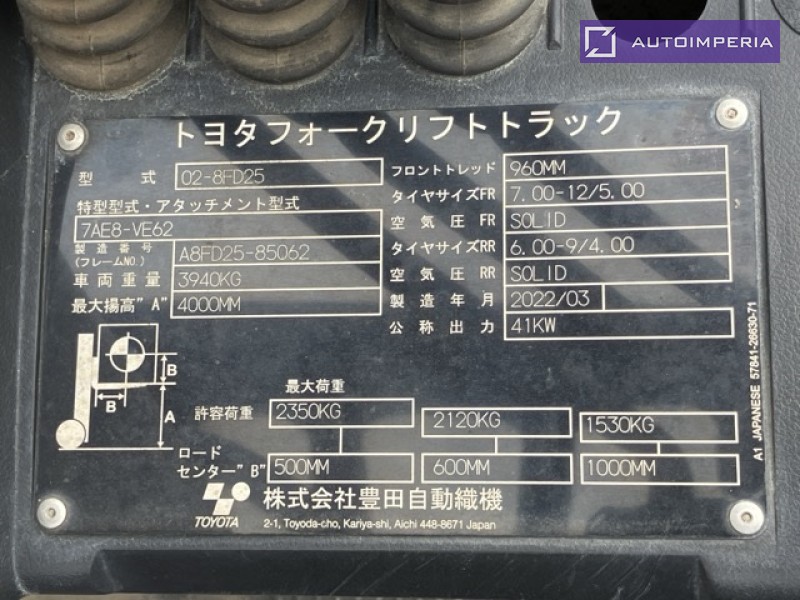 AUTOIMPERIA
トヨタフォークリフトトラック
型 式 02-8FD25
特型型式・アタッチメント型式
7AE8-VE62
製造番号
(フレームNO.) A8FD25-85062
車両重量 3940KG
最大揚高"A" 4000MM
フロントトレッド 960MM
タイヤサイズFR 7.00-12/5.00
空気圧 FR SOLID
タイヤサイズRR 6.00-9/4.00
空気圧 RR SOLID
製造年月 2022/03
公称出力 41KW
B
B
A
最大荷重
許容荷重 2350KG 2120KG 1530KG
ロード
センター"B" 500MM 600MM 1000MM
TOYOTA
株式会社豊田自動織機
2-1, Toyoda-cho, Kariya-shi, Aichi 448-8671 Japan
A1 JAPANESE 57841-26630-71